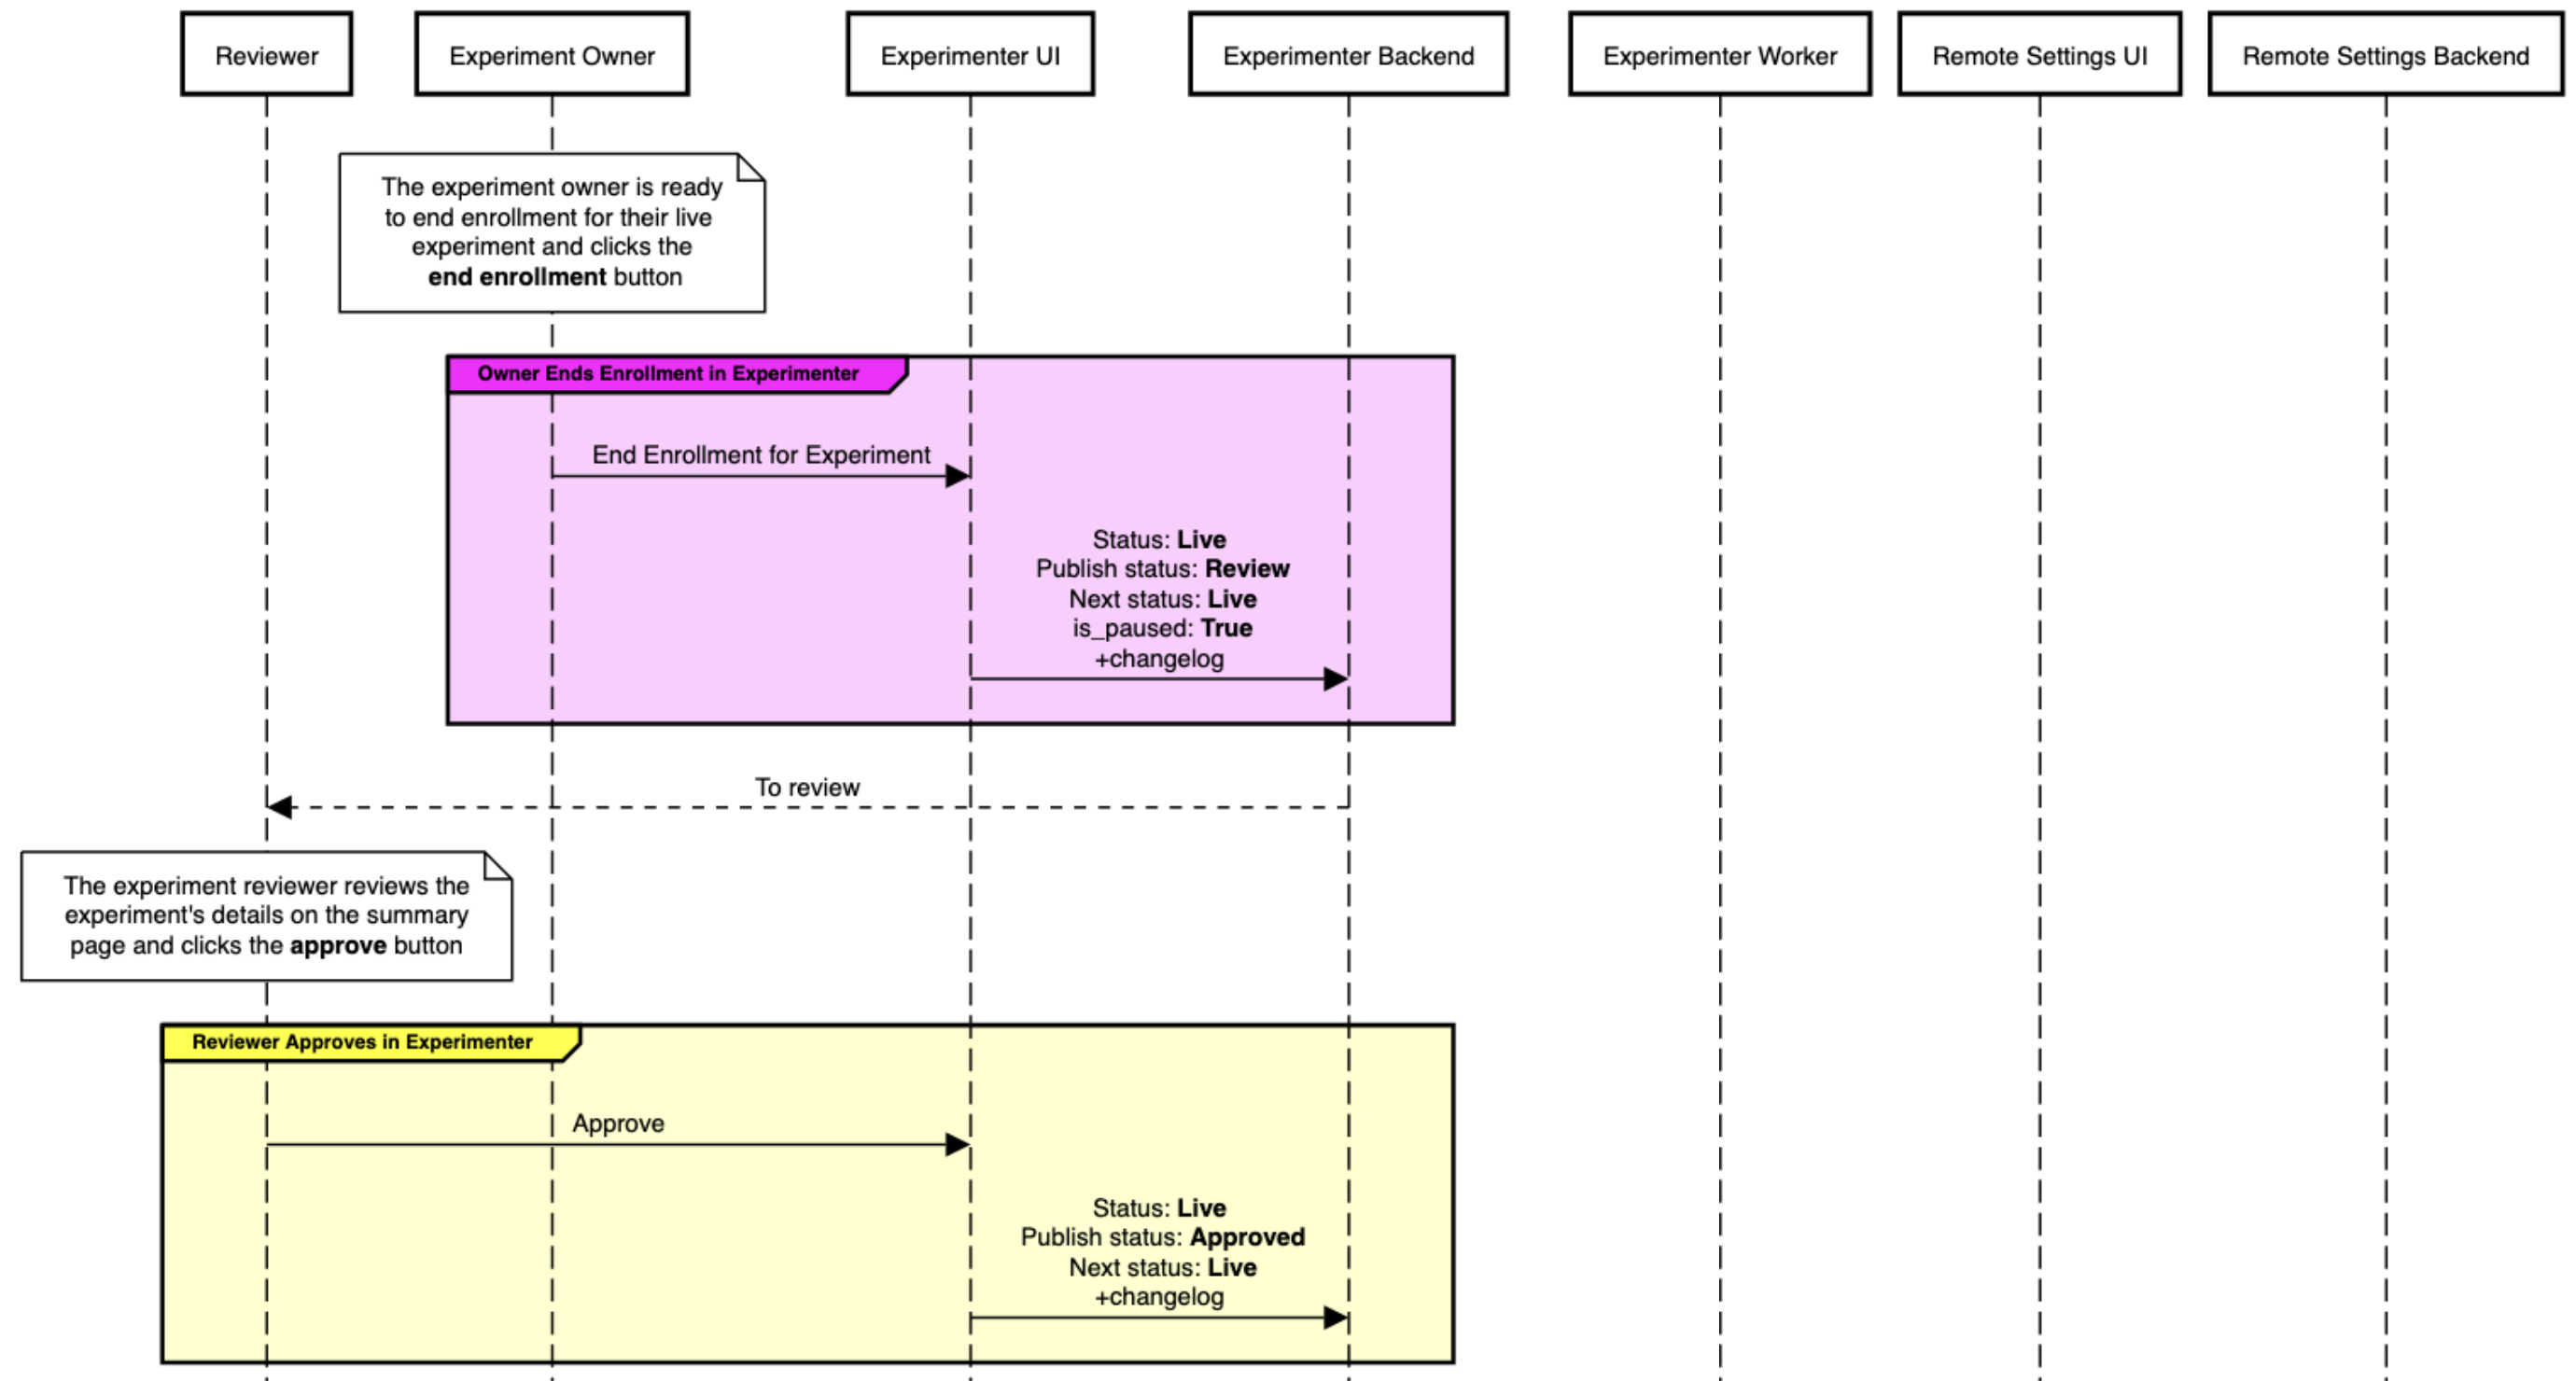 Reviewer
Experiment Owner
Experimenter UI
Experimenter Backend
Experimenter Worker
Remote Settings UI
Remote Settings Backend
The experiment owner is ready
to end enrollment for their live
experiment and clicks the
end enrollment button
Owner Ends Enrollment in Experimenter
End Enrollment for Experiment
Status: Live
Publish status: Review
Next status: Live
is_paused: True
+changelog
To review
The experiment reviewer reviews the
experiment's details on the summary
page and clicks the approve button
Reviewer Approves in Experimenter
Approve
Status: Live
Publish status: Approved
Next status: Live
+changelog